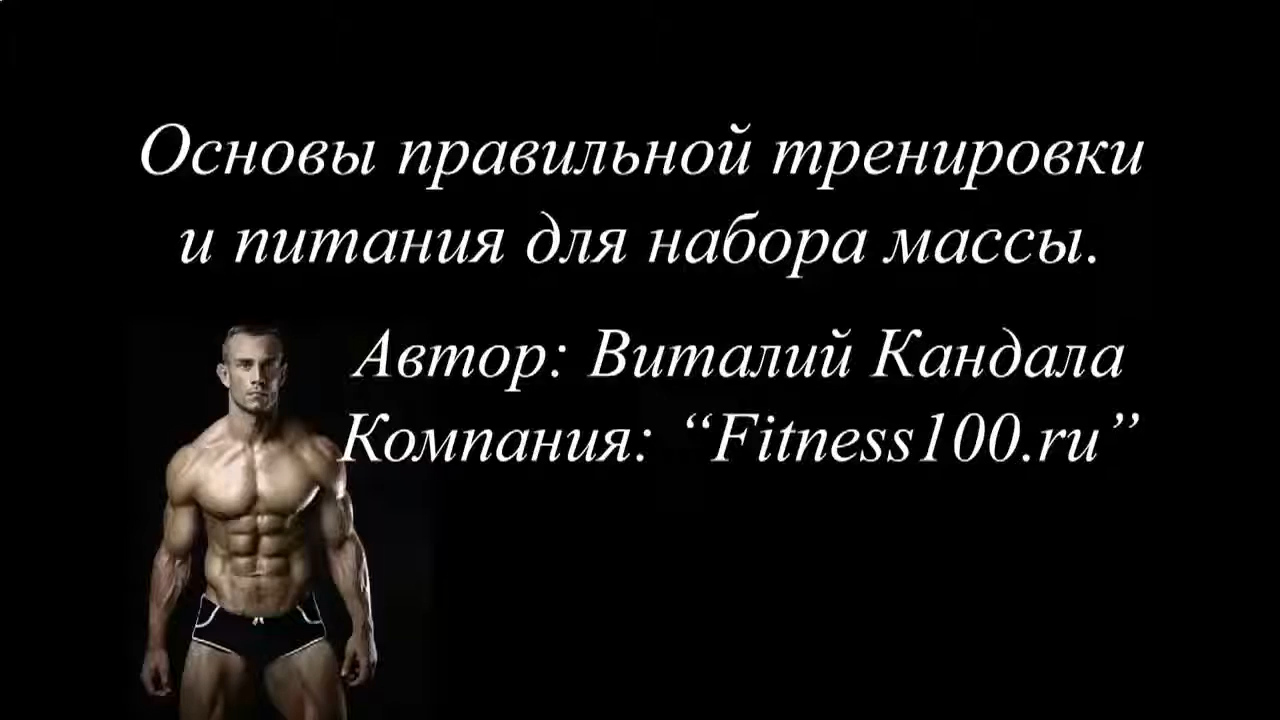 Основы правильной тренировки
и питания для набора массы.
Автор: Виталий Кандала
Компания: “Fitness100.ru”